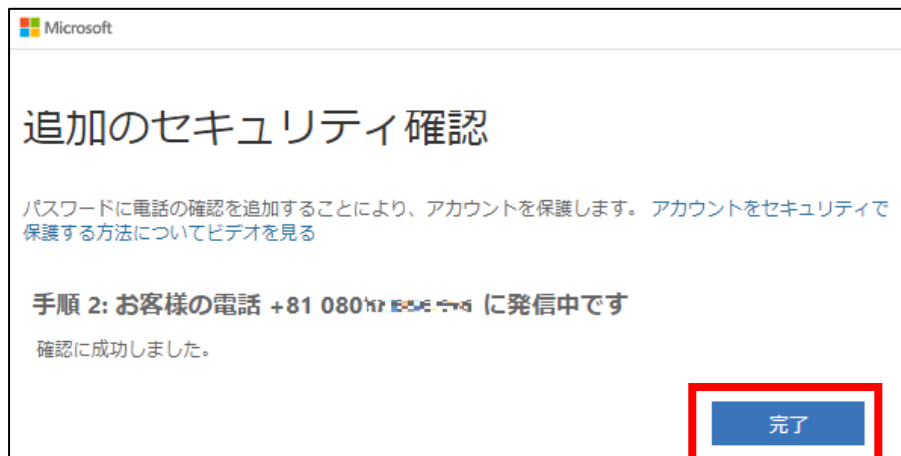 Microsoft
追加のセキュリティ確認
パスワードに電話の確認を追加することにより、アカウントを保護します。 アカウントをセキュリティで
保護する方法についてビデオを見る
手順 2: お客様の電話 +81 080 に発信中です
確認に成功しました。
完了